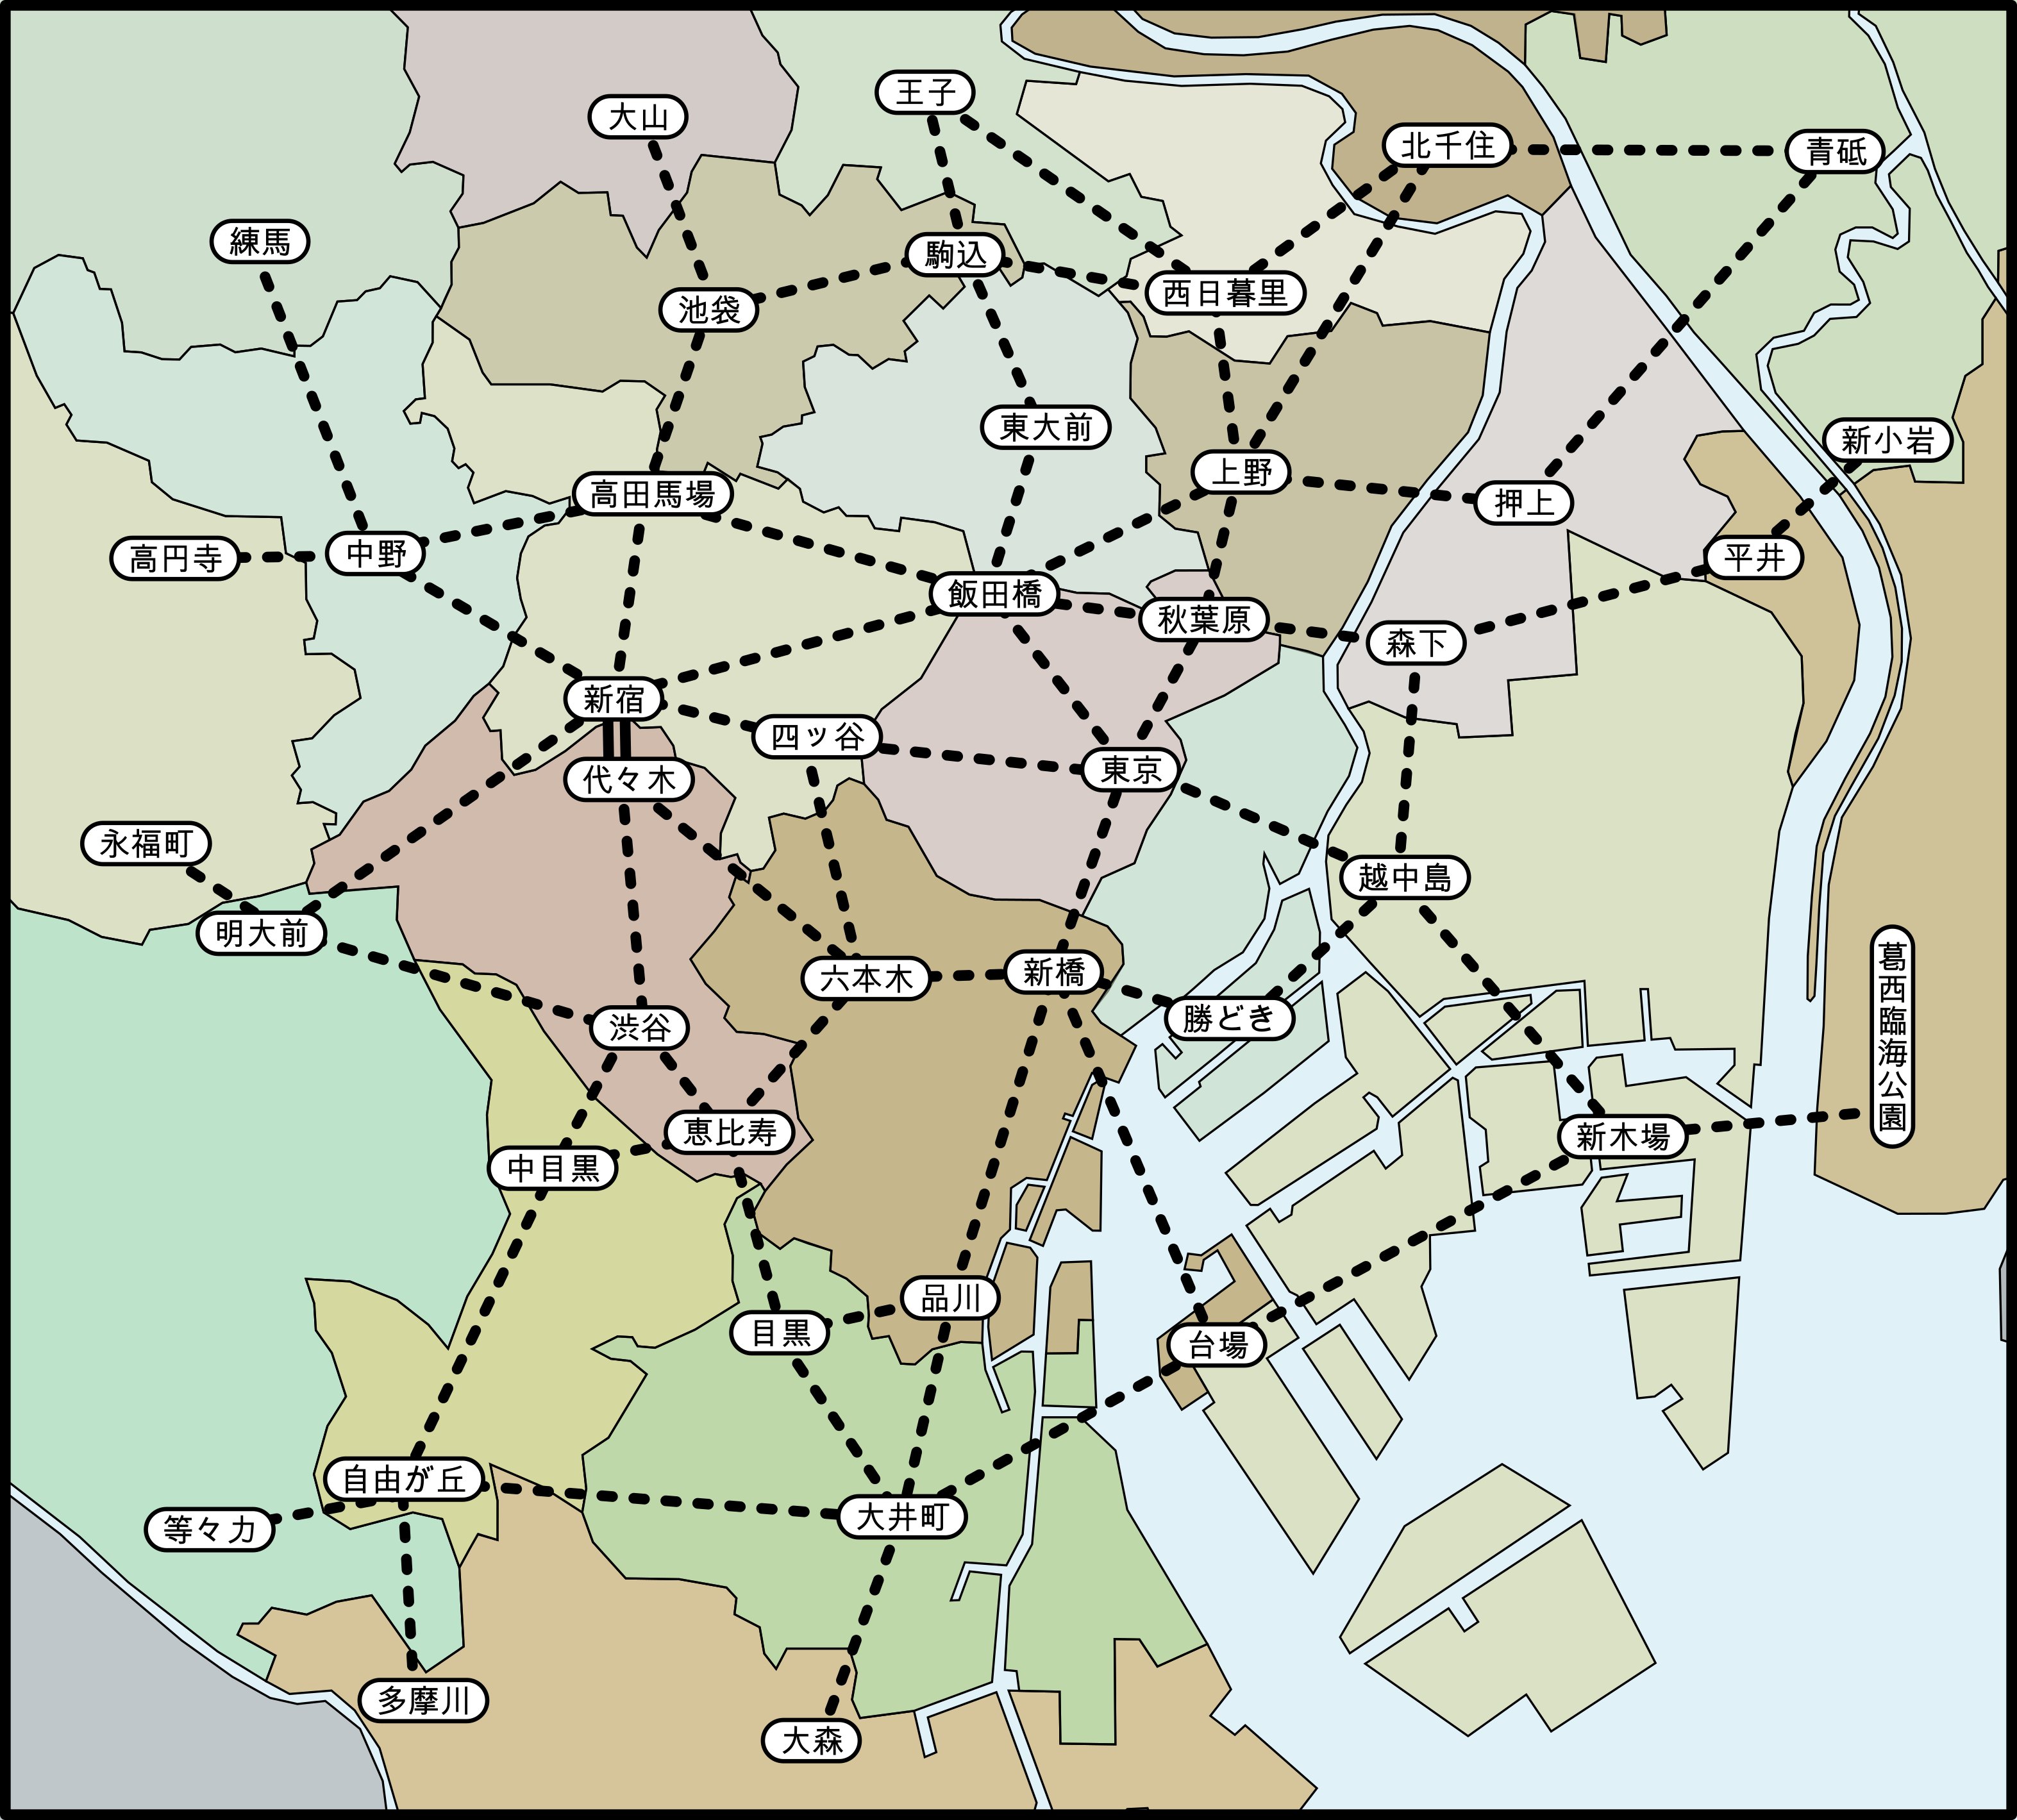 王子
大山
北千住
青砥
練馬
駒込
西日暮里
池袋
東大前
新小岩
上野
高田馬場
押上
中野
高円寺
平井
飯田橋
秋葉原
森下
新宿
四ッ谷
東京
代々木
永福町
越中島
明大前
新橋
六本木
勝どき
渋谷
葛西臨海公園
恵比寿
新木場
中目黒
品川
目黒
台場
自由が丘
大井町
等々力
多摩川
大森